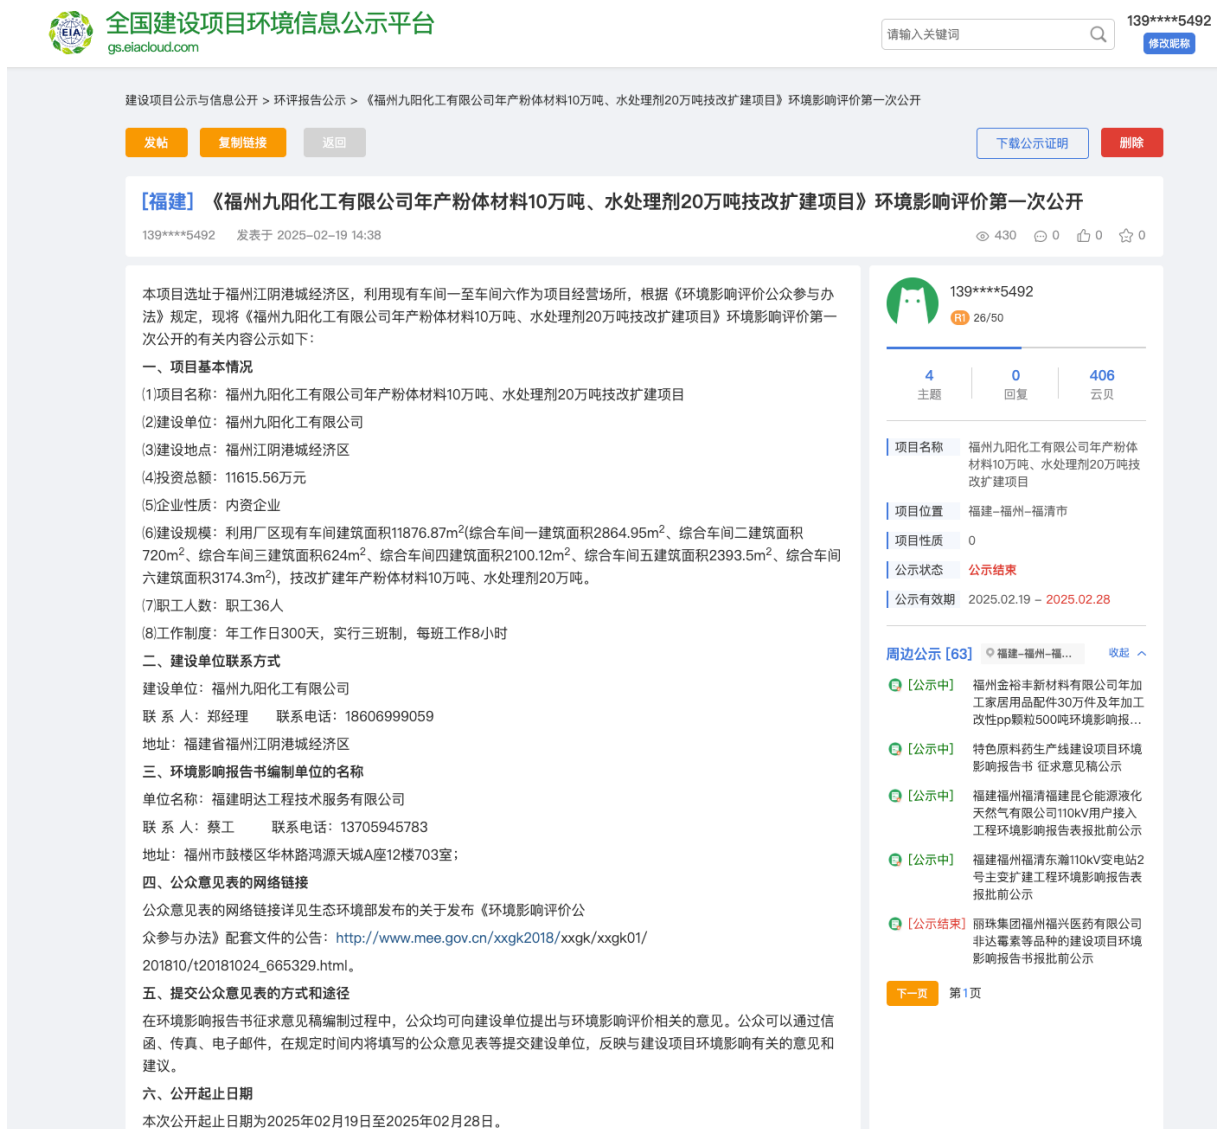 全国建设项目环境信息公示平台
gs.eiacloud.com
EIA
请输入关键词
139****5492
修改昵称
建设项目公示与信息公开 > 环评报告公示 > 《福州九阳化工有限公司年产粉体材料10万吨、水处理剂20万吨技改扩建项目》环境影响评价第一次公开
发帖
复制链接
返回
下载公示证明
删除
[福建] 《福州九阳化工有限公司年产粉体材料10万吨、水处理剂20万吨技改扩建项目》环境影响评价第一次公开
139****5492 发表于 2025-02-19 14:38
430 0 0 0
本项目选址于福州江阴港城经济区，利用现有车间一至车间六作为项目经营场所，根据《环境影响评价公众参与办
法》规定，现将《福州九阳化工有限公司年产粉体材料10万吨、水处理剂20万吨技改扩建项目》环境影响评价第一
次公开的有关内容公示如下：
一、项目基本情况
⑴项目名称：福州九阳化工有限公司年产粉体材料10万吨、水处理剂20万吨技改扩建项目
⑵建设单位：福州九阳化工有限公司
⑶建设地点：福州江阴港城经济区
⑷投资总额：11615.56万元
⑸企业性质：内资企业
⑹建设规模：利用厂区现有车间建筑面积11876.87m²(综合车间一建筑面积2864.95m²、综合车间二建筑面积
720m²、综合车间三建筑面积624m²、综合车间四建筑面积2100.12m²、综合车间五建筑面积2393.5m²、综合车间
六建筑面积3174.3m²)，技改扩建年产粉体材料10万吨、水处理剂20万吨。
⑺职工人数：职工36人
⑻工作制度：年工作日300天，实行三班制，每班工作8小时
二、建设单位联系方式
建设单位：福州九阳化工有限公司
联 系 人：郑经理 联系电话：18606999059
地址：福建省福州江阴港城经济区
三、环境影响报告书编制单位的名称
单位名称：福建明达工程技术服务有限公司
联 系 人：蔡工 联系电话：13705945783
地址：福州市鼓楼区华林路鸿源天城A座12楼703室；
四、公众意见表的网络链接
公众意见表的网络链接详见生态环境部发布的关于发布《环境影响评价公
众参与办法》配套文件的公告：http://www.mee.gov.cn/xxgk2018/xxgk/xxgk01/
201810/t20181024_665329.html。
五、提交公众意见表的方式和途径
在环境影响报告书征求意见稿编制过程中，公众均可向建设单位提出与环境影响评价相关的意见。公众可以通过信
函、传真、电子邮件，在规定时间内将填写的公众意见表等提交建设单位，反映与建设项目环境影响有关的意见和
建议。
六、公开起止日期
本次公开起止日期为2025年02月19日至2025年02月28日。
139****5492
R1 26/50
4 0 406
主题 回复 云贝
项目名称 福州九阳化工有限公司年产粉体
材料10万吨、水处理剂20万吨技
改扩建项目
项目位置 福建-福州-福清市
项目性质 0
公示状态 公示结束
公示有效期 2025.02.19 - 2025.02.28
周边公示 [63] 福建-福州-福... 收起
[公示中] 福州金裕丰新材料有限公司年加
工家居用品配件30万件及年加工
改性pp颗粒500吨环境影响报...
[公示中] 特色原料药生产线建设项目环境
影响报告书 征求意见稿公示
[公示中] 福建福州福清福建昆仑能源液化
天然气有限公司110kV用户接入
工程环境影响报告表报批前公示
[公示中] 福建福州福清东瀚110kV变电站2
号主变扩建工程环境影响报告表
报批前公示
[公示结束] 丽珠集团福州福兴医药有限公司
非达霉素等品种的建设项目环境
影响报告书报批前公示
下一页 第1页